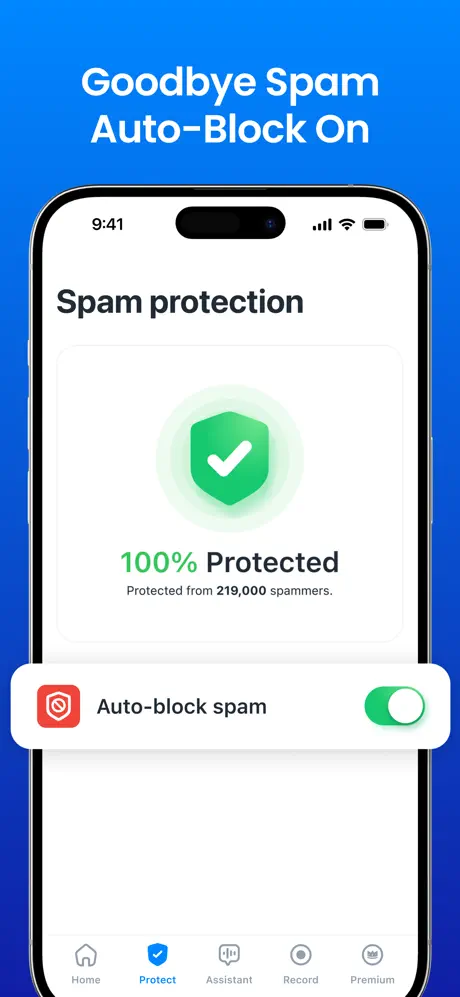 Goodbye Spam
Auto-Block On
9:41
Spam protection
100% Protected
Protected from 219,000 spammers.
Auto-block spam
Home
Protect
Assistant
Record
Premium